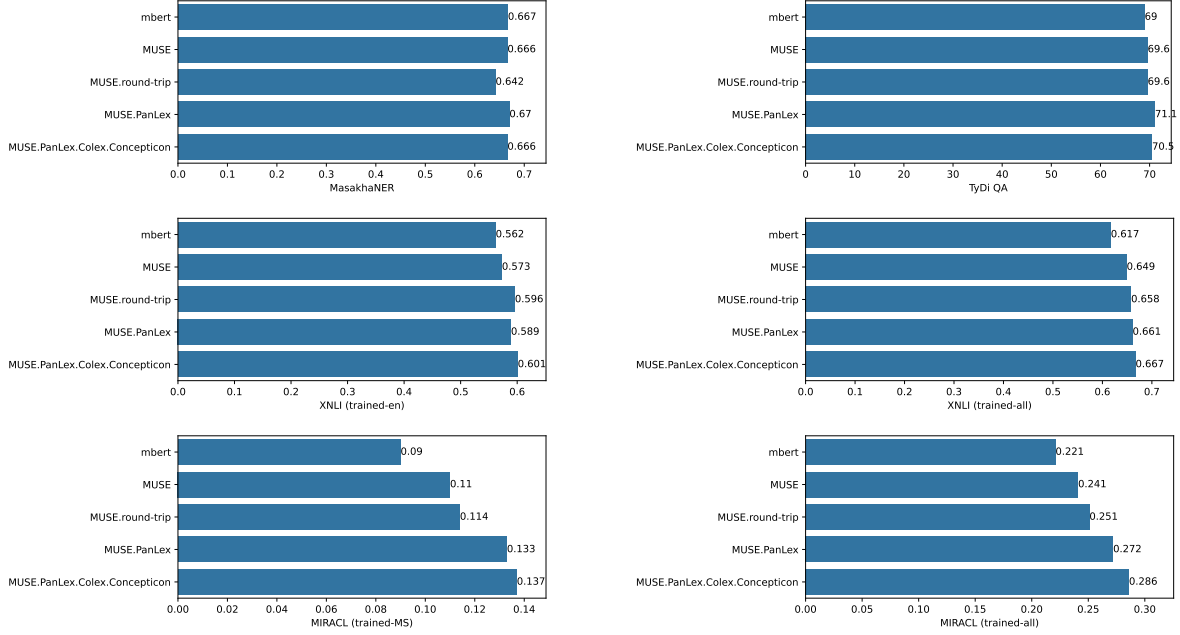 mbert
0.667
MUSE
0.666
MUSE.round-trip
0.642
MUSE.PanLex
0.67
MUSE.PanLex.Colex.Concepticon
0.666
0.0 0.1 0.2 0.3 0.4 0.5 0.6 0.7
MasakhaNER
mbert
69
MUSE
69.6
MUSE.round-trip
69.6
MUSE.PanLex
71.1
MUSE.PanLex.Colex.Concepticon
70.5
0 10 20 30 40 50 60 70
TyDi QA
mbert
0.562
MUSE
0.573
MUSE.round-trip
0.596
MUSE.PanLex
0.589
MUSE.PanLex.Colex.Concepticon
0.601
0.0 0.1 0.2 0.3 0.4 0.5 0.6
XNLI (trained-en)
mbert
0.617
MUSE
0.649
MUSE.round-trip
0.658
MUSE.PanLex
0.661
MUSE.PanLex.Colex.Concepticon
0.667
0.0 0.1 0.2 0.3 0.4 0.5 0.6 0.7
XNLI (trained-all)
mbert
0.09
MUSE
0.11
MUSE.round-trip
0.114
MUSE.PanLex
0.133
MUSE.PanLex.Colex.Concepticon
0.137
0.00 0.02 0.04 0.06 0.08 0.10 0.12 0.14
MIRACL (trained-MS)
mbert
0.221
MUSE
0.241
MUSE.round-trip
0.251
MUSE.PanLex
0.272
MUSE.PanLex.Colex.Concepticon
0.286
0.00 0.05 0.10 0.15 0.20 0.25 0.30
MIRACL (trained-all)